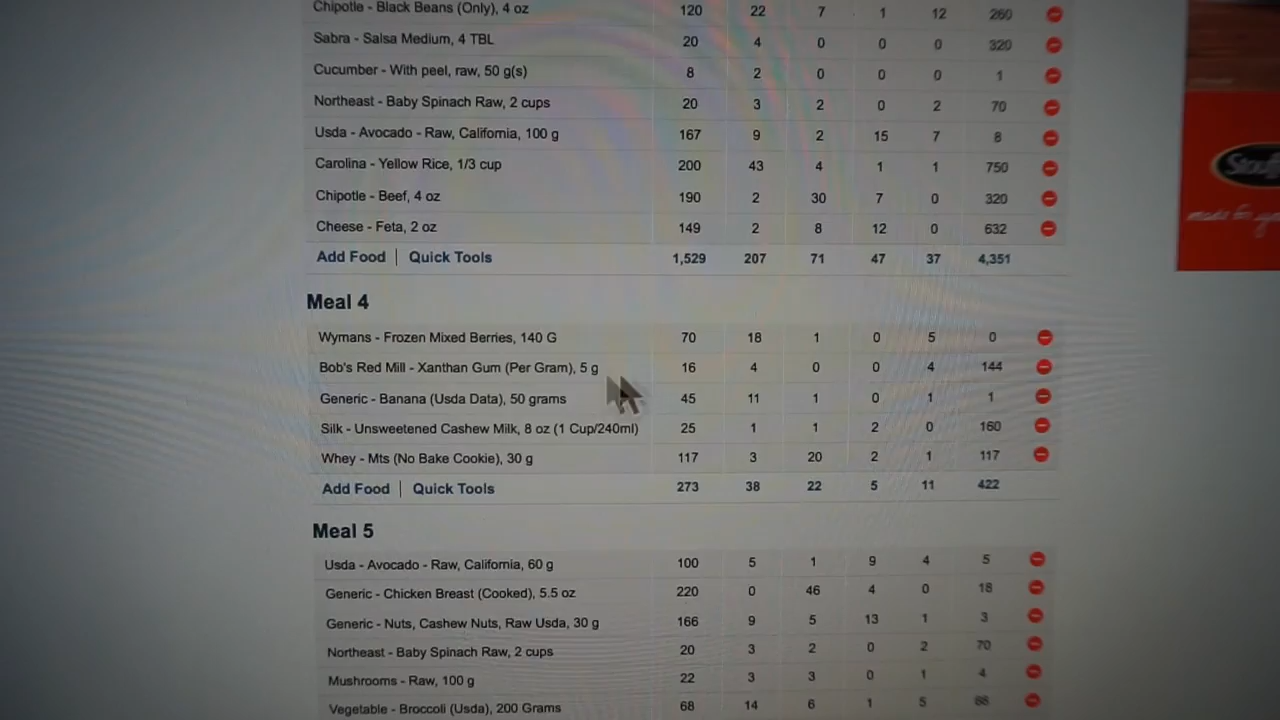 Chipotle - Black Beans (Only), 4 oz 120 22 7 1 12 260
Sabra - Salsa Medium, 4 TBL 20 4 0 0 0 320
Cucumber - With peel, raw, 50 g(s) 8 2 0 0 0 1
Northeast - Baby Spinach Raw, 2 cups 20 3 2 0 2 70
Usda - Avocado - Raw, California, 100 g 167 9 2 15 7 8
Carolina - Yellow Rice, 1/3 cup 200 43 4 1 1 750
Chipotle - Beef, 4 oz 190 2 30 7 0 320
Cheese - Feta, 2 oz 149 2 8 12 0 632
Add Food | Quick Tools 1,529 207 71 47 37 4,351
Meal 4
Wymans - Frozen Mixed Berries, 140 G 70 18 1 0 5 0
Bob's Red Mill - Xanthan Gum (Per Gram), 5 g 16 4 0 0 4 144
Generic - Banana (Usda Data), 50 grams 45 11 1 0 1 1
Silk - Unsweetened Cashew Milk, 8 oz (1 Cup/240ml) 25 1 1 2 0 160
Whey - Mts (No Bake Cookie), 30 g 117 3 20 2 1 117
Add Food | Quick Tools 273 38 22 5 11 422
Meal 5
Usda - Avocado - Raw, California, 60 g 100 5 1 9 4 5
Generic - Chicken Breast (Cooked), 5.5 oz 220 0 46 4 0 18
Generic - Nuts, Cashew Nuts, Raw Usda, 30 g 166 9 5 13 1 3
Northeast - Baby Spinach Raw, 2 cups 20 3 2 0 2 70
Mushrooms - Raw, 100 g 22 3 3 0 1 4
Vegetable - Broccoli (Usda), 200 Grams 68 14 6 1 5
made for